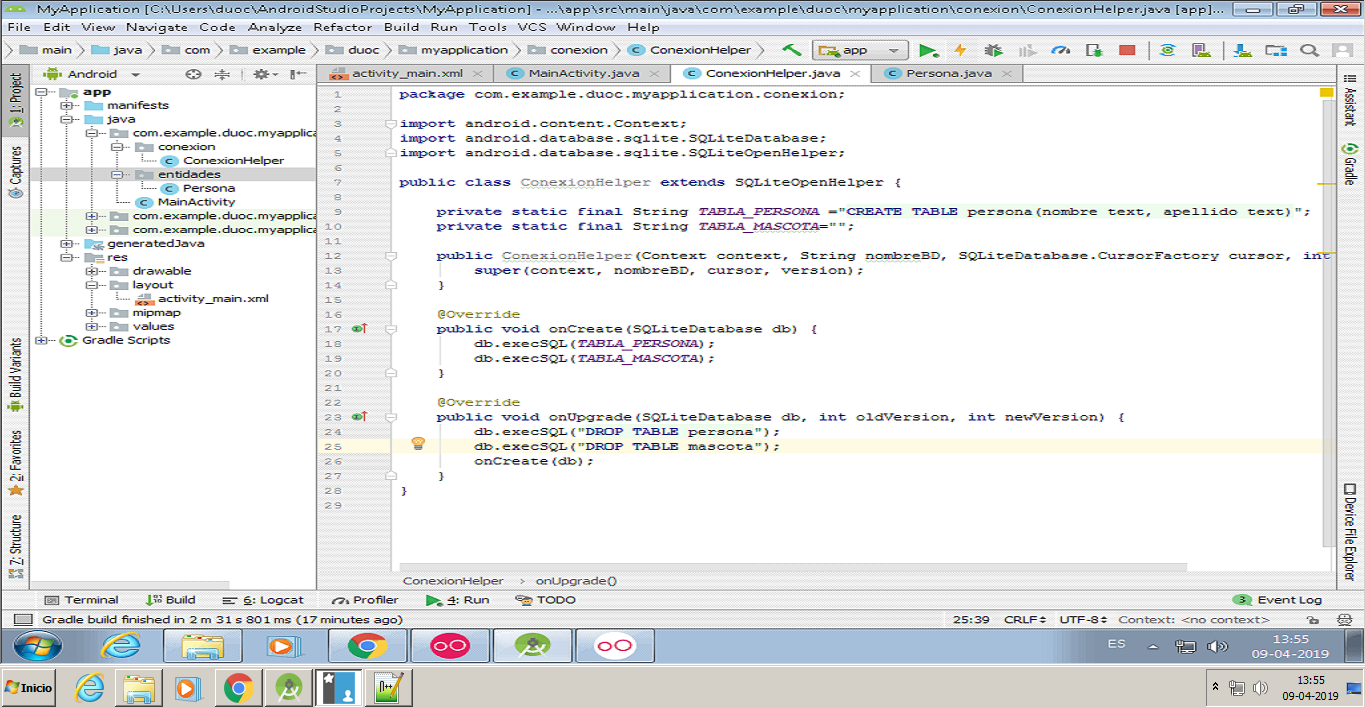 MyApplication [C:\Users\duoc\AndroidStudioProjects\MyApplication] - ...\app\src\main\java\com\example\duoc\myapplication\conexion\ConexionHelper.java [app]...
File Edit View Navigate Code Analyze Refactor Build Run Tools VCS Window Help
main java com example duoc myapplication conexion ConexionHelper app
Android
activity_main.xml MainActivity.java ConexionHelper.java Persona.java
1: Project
Captures
Build Variants
2: Favorites
7: Structure
app
manifests
java
com.example.duoc.myapplica
conexion
ConexionHelper
entidades
Persona
MainActivity
com.example.duoc.myapplica
com.example.duoc.myapplica
generatedJava
res
drawable
layout
activity_main.xml
mipmap
values
Gradle Scripts
1 package com.example.duoc.myapplication.conexion;
2
3 import android.content.Context;
4 import android.database.sqlite.SQLiteDatabase;
5 import android.database.sqlite.SQLiteOpenHelper;
6
7 public class ConexionHelper extends SQLiteOpenHelper {
8
9 private static final String TABLA_PERSONA ="CREATE TABLE persona(nombre text, apellido text)";
10 private static final String TABLA_MASCOTA="";
11
12 public ConexionHelper(Context context, String nombreBD, SQLiteDatabase.CursorFactory cursor, int
13 super(context, nombreBD, cursor, version);
14 }
15
16 @Override
17 public void onCreate(SQLiteDatabase db) {
18 db.execSQL(TABLA_PERSONA);
19 db.execSQL(TABLA_MASCOTA);
20 }
21
22 @Override
23 public void onUpgrade(SQLiteDatabase db, int oldVersion, int newVersion) {
24 db.execSQL("DROP TABLE persona");
25 db.execSQL("DROP TABLE mascota");
26 onCreate(db);
27 }
28 }
29
ConexionHelper > onUpgrade()
Assistant
Gradle
Device File Explorer
Terminal Build 6: Logcat Profiler 4: Run TODO 3 Event Log
Gradle build finished in 2 m 31 s 801 ms (17 minutes ago) 25:39 CRLF UTF-8 Context: <no context>
ES 13:55
09-04-2019
Inicio 13:55
09-04-2019